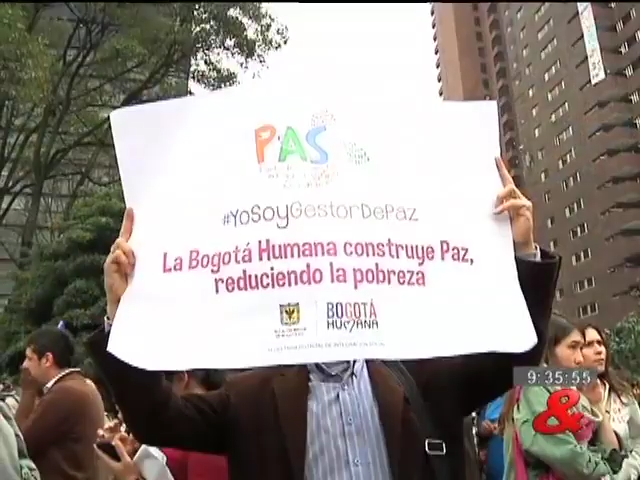 PAS
#YoSoyGestorDePaz
La Bogotá Humana construye Paz,
reduciendo la pobreza
BOGOTÁ
HUMANA
9:35:55
&